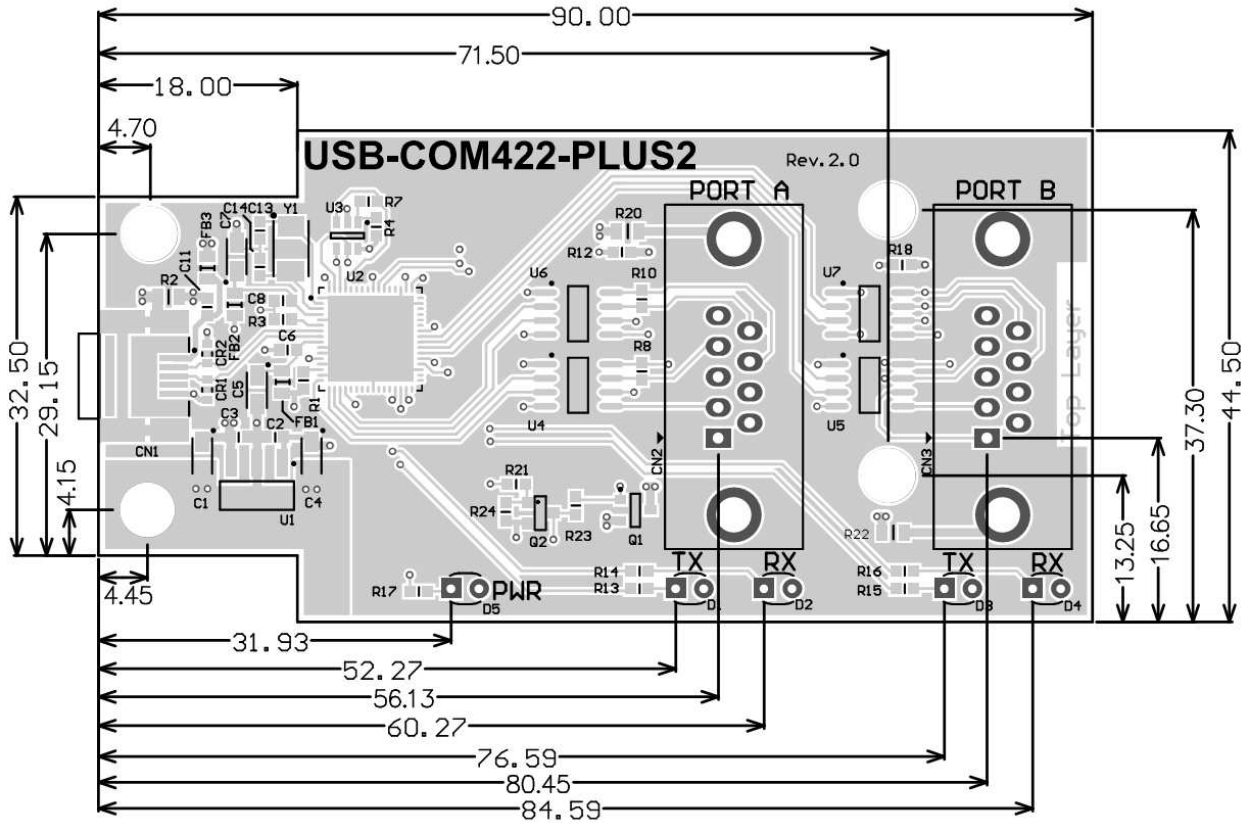 90.00
71.50
18.00
4.70
USB-COM422-PLUS2
Rev.2.0
PORT A
PORT B
C14
C13
Y1
U3
R7
R4
R20
FB3
C7
R12
R18
U2
C11
R2
R10
U6
U7
C8
R3
C6
CR2
FB2
R8
CR1
C5
R1
Top Layer
C3
C2
FB1
U4
U5
CN1
CN2
CN3
C1
U1
C4
R21
R24
Q2
R23
Q1
R22
TX
RX
TX
RX
R14
R13
R16
R15
R17
PWR
D5
D1
D2
D3
D4
32.50
29.15
4.15
4.45
13.25
16.65
37.30
44.50
31.93
52.27
56.13
60.27
76.59
80.45
84.59